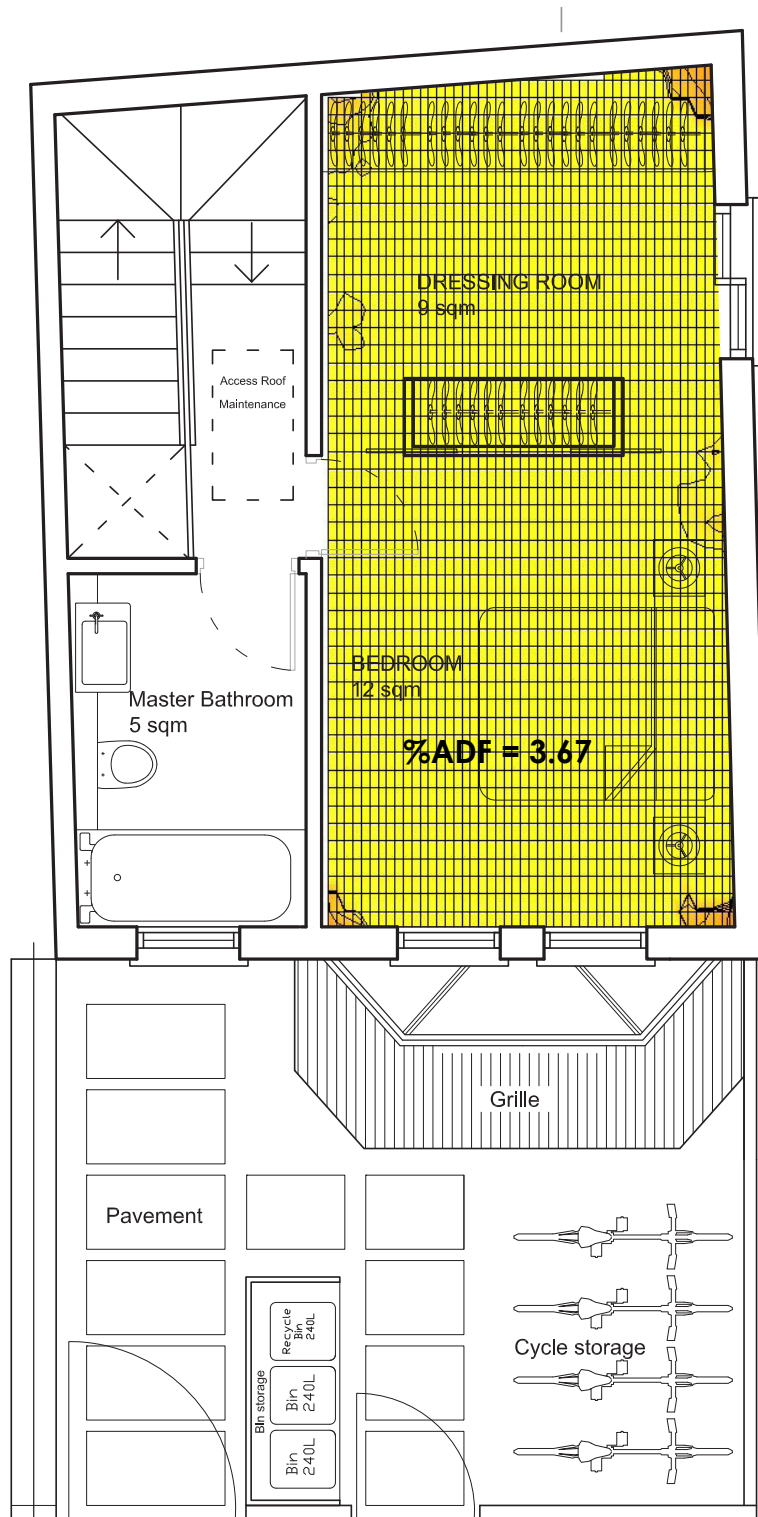 DRESSING ROOM
9 sqm
Access Roof
Maintenance
BEDROOM
12 sqm
Master Bathroom
5 sqm
%ADF = 3.67
Grille
Pavement
Recycle
Bin
240L
Cycle storage
Bin storage
Bin
240L
Bin
240L